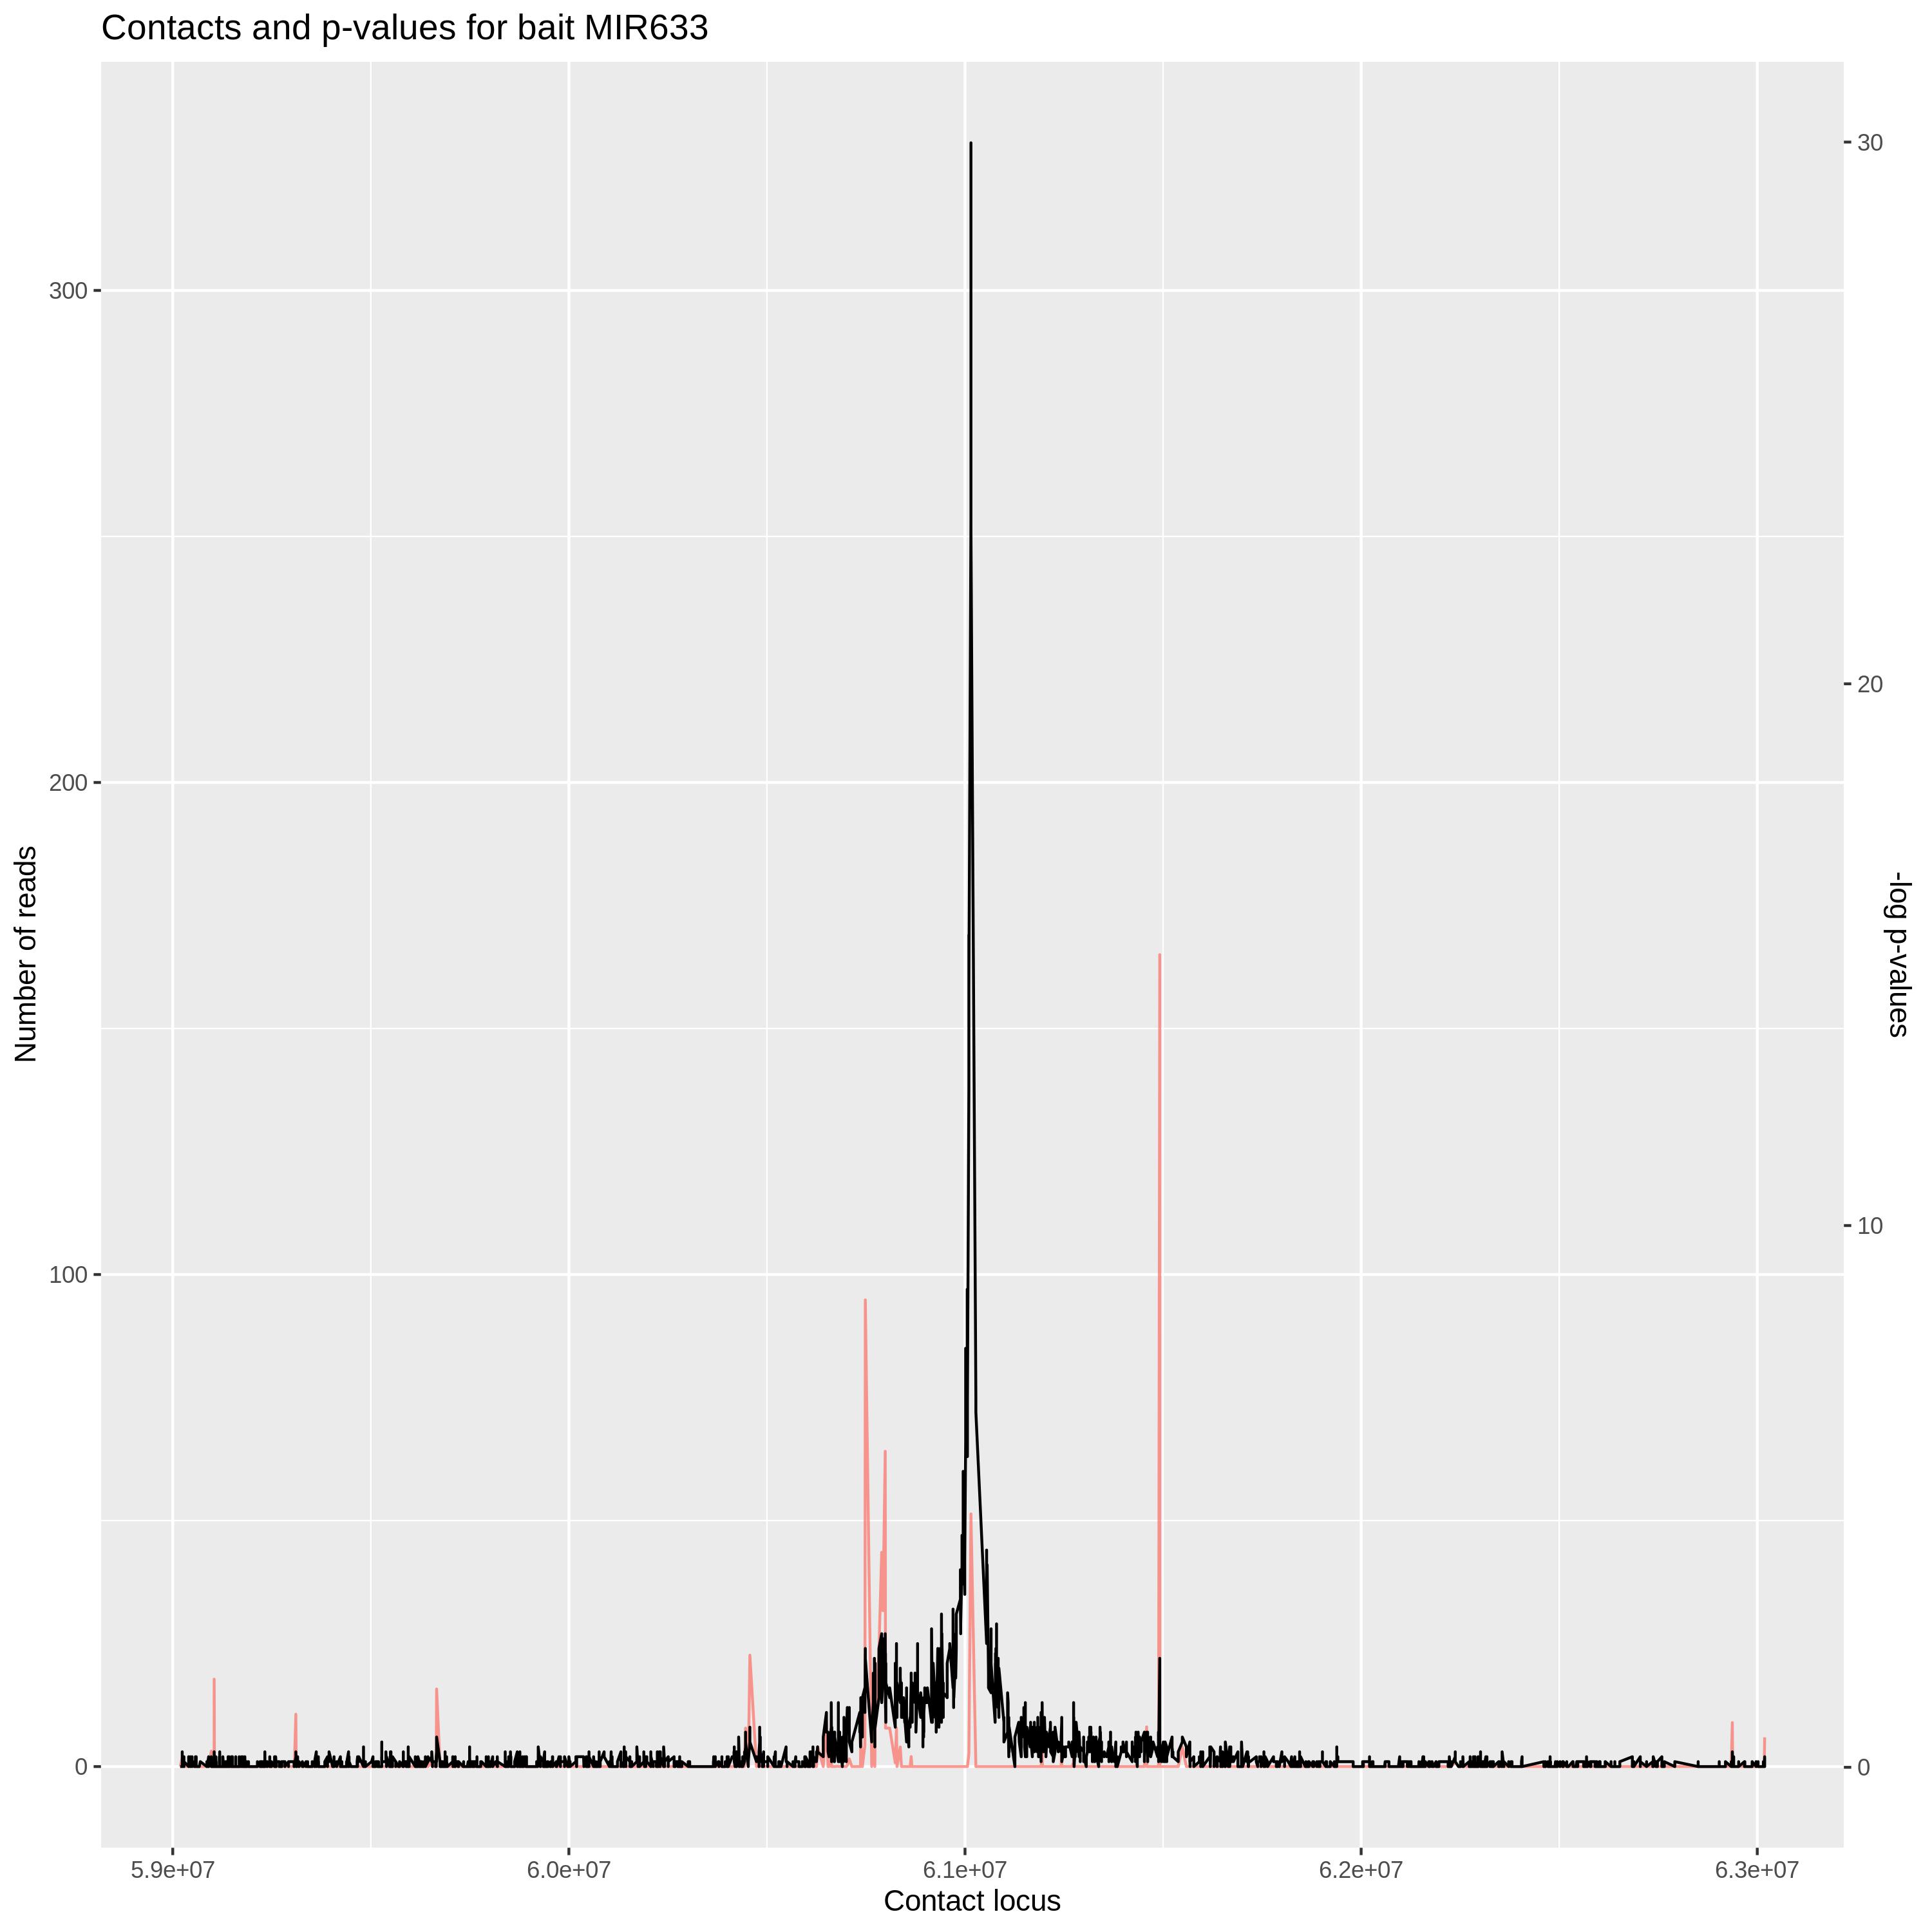 Contacts and p-values for bait MIR633
Number of reads
300
200
100
0
30
20
10
0
-log p-values
5.9e+07
6.0e+07
6.1e+07
6.2e+07
6.3e+07
Contact locus